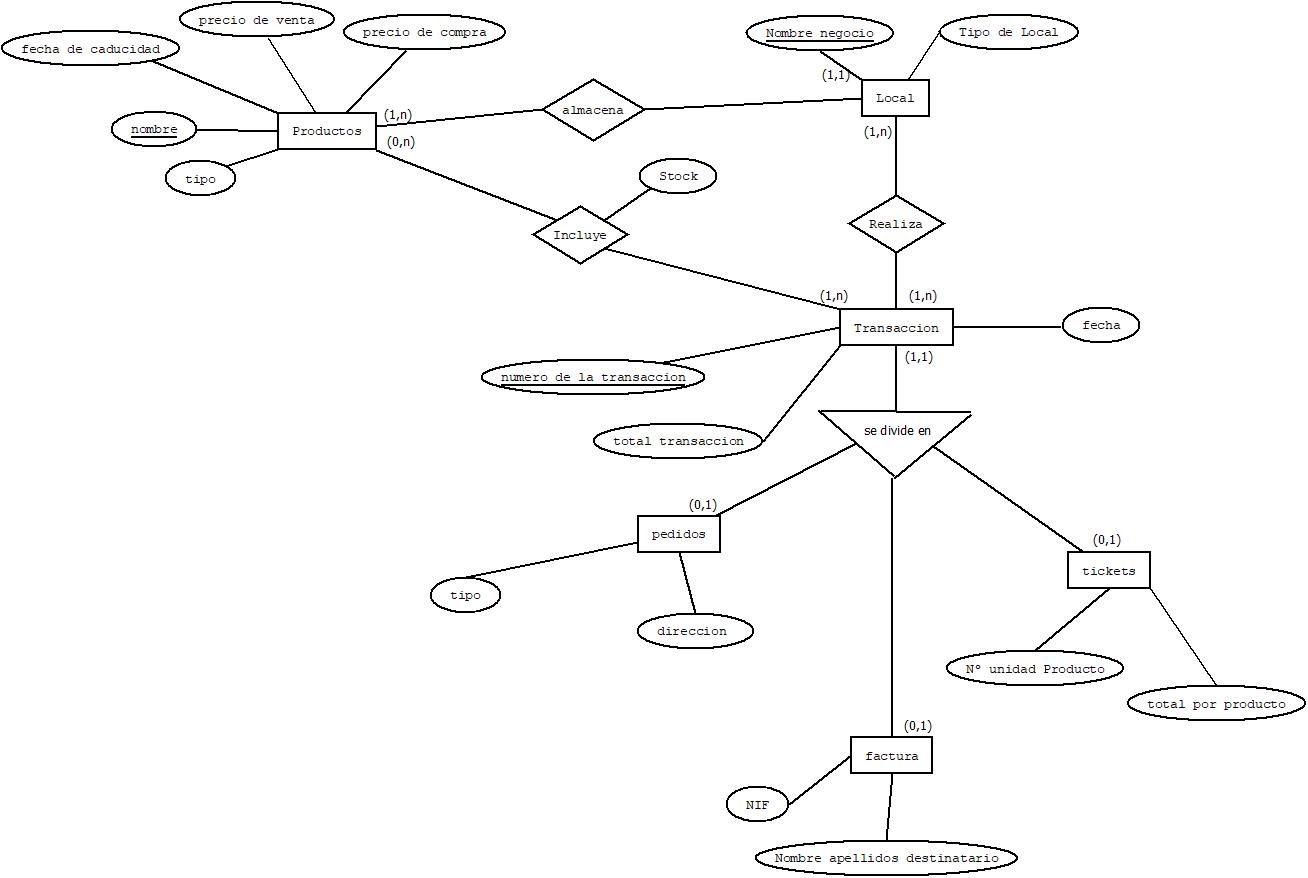 precio de venta
precio de compra
Nombre negocio
Tipo de Local
fecha de caducidad
(1,1)
Local
almacena
(1,n)
nombre
Productos
(1,n)
(0,n)
tipo
Stock
Realiza
Incluye
(1,n)
(1,n)
Transaccion
fecha
(1,1)
numero de la transaccion
se divide en
total transaccion
(0,1)
pedidos
(0,1)
tickets
tipo
direccion
Nº unidad Producto
total por producto
(0,1)
factura
NIF
Nombre apellidos destinatario